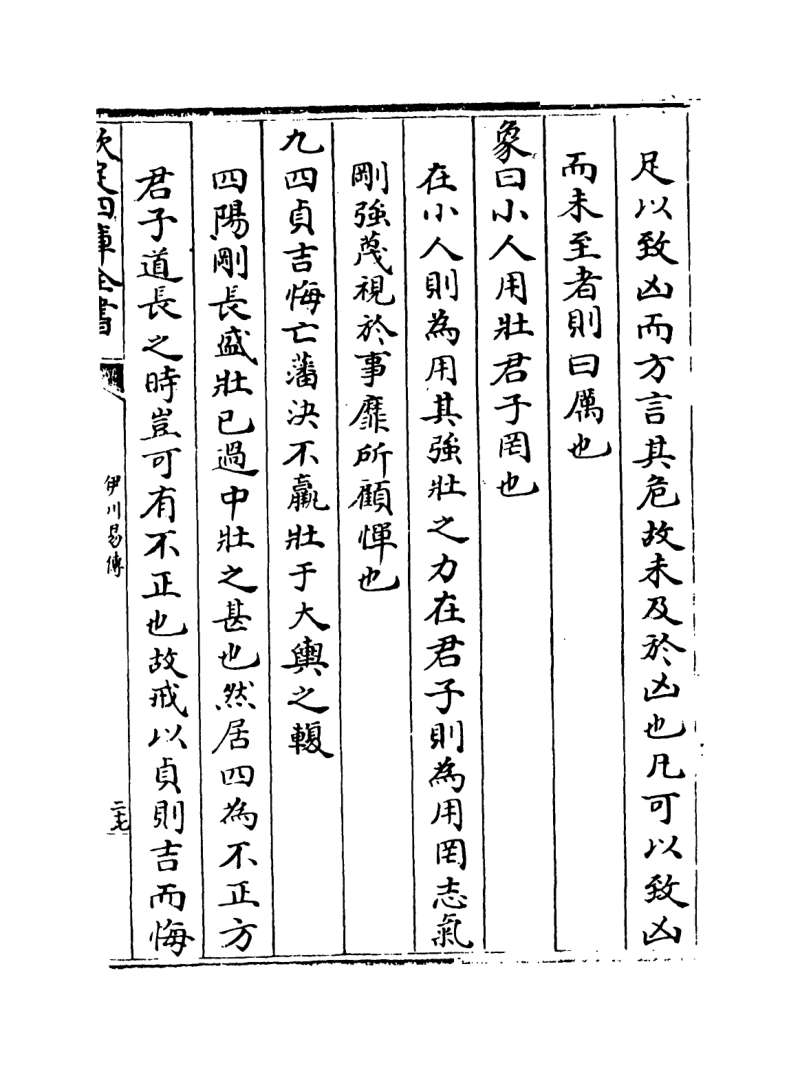 足以致凶而方言其危故未及於凶也凡可以致凶
而未至者則曰厲也
象曰小人用壯君子罔也
在小人則為用其強壯之力在君子則為用罔志氣
剛強蔑視於事靡所顧憚也
九四貞吉悔亡藩決不羸壯于大輿之輹
四陽剛長盛壯已過中壯之甚也然居四為不正方
君子道長之時豈可有不正也故戒以貞則吉而悔
欽定四庫全書
伊川易傳
二七